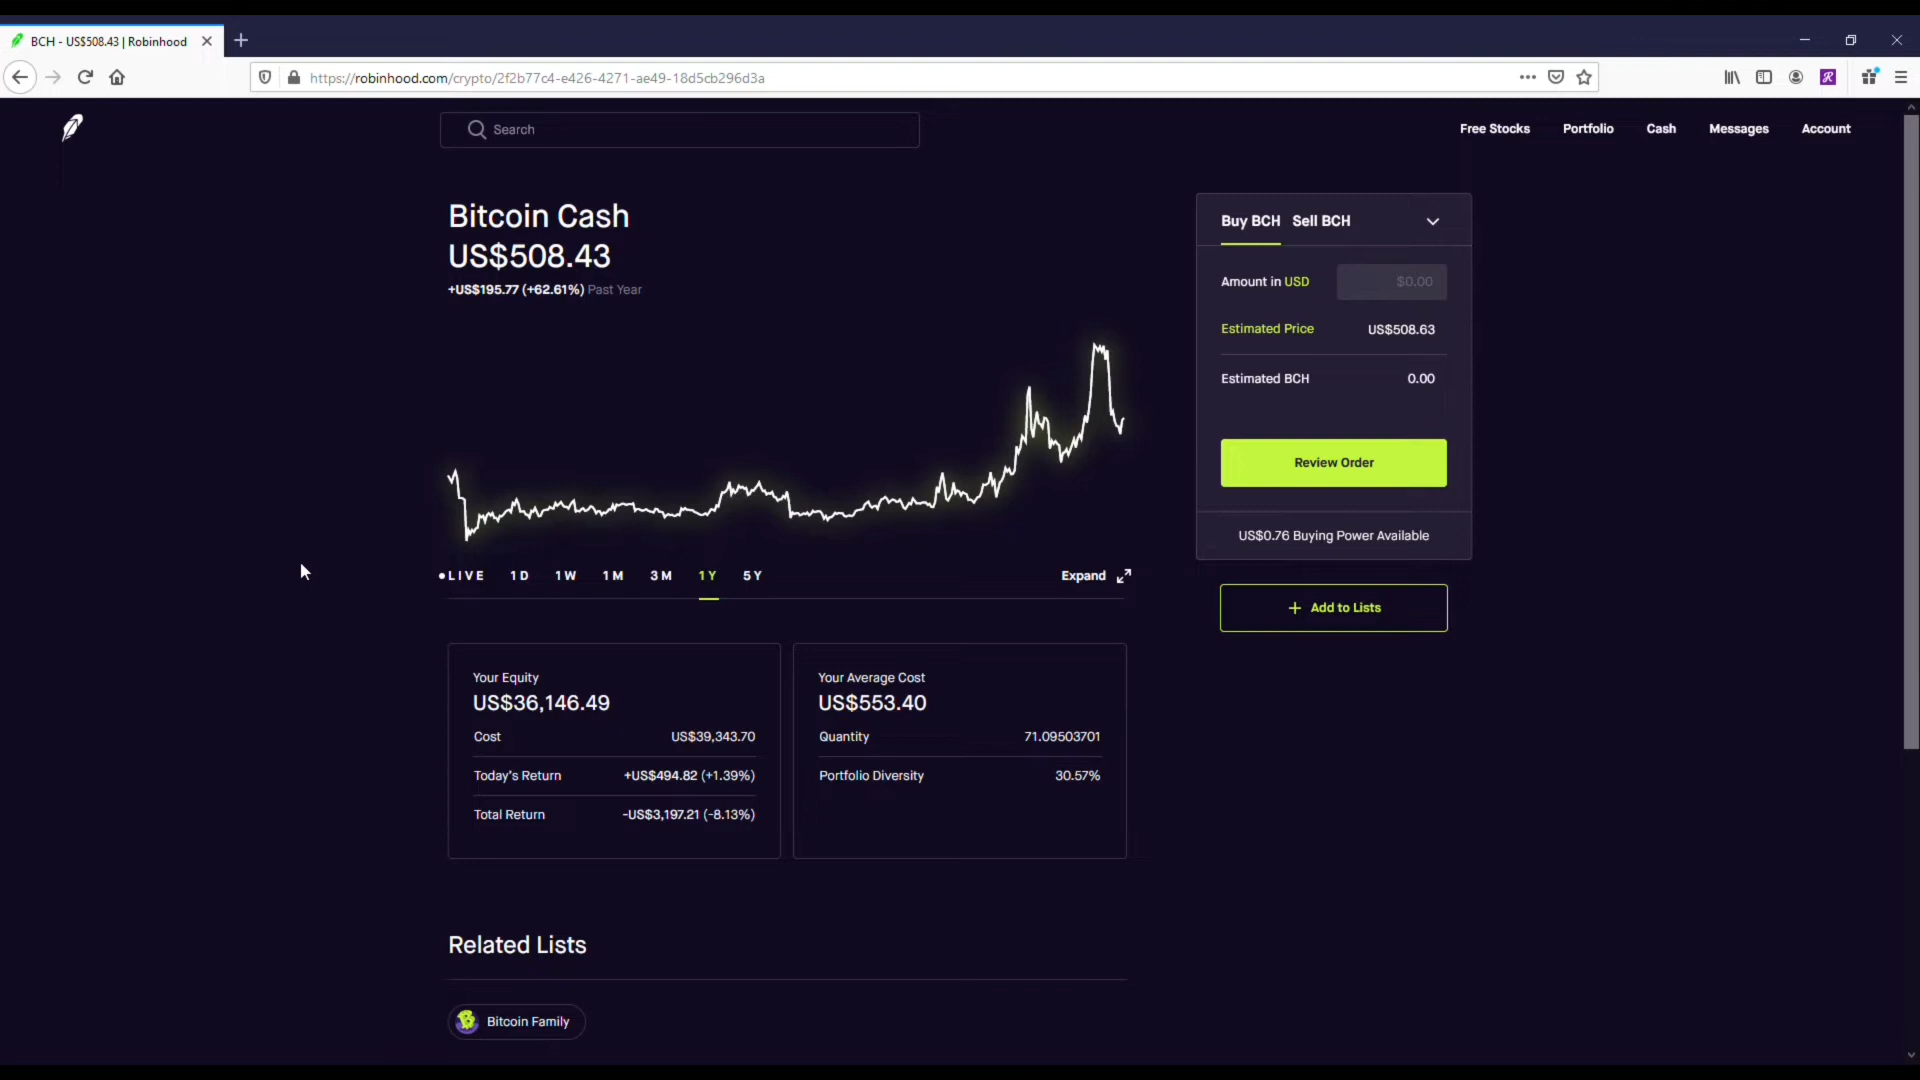 BCH - US$508.43 | Robinhood
https://robinhood.com/crypto/2f2b77c4-e426-4271-ae49-18d5cb296d3a
Search
Free Stocks Portfolio Cash Messages Account
Bitcoin Cash
US$508.43
+US$195.77 (+62.61%) Past Year
LIVE 1D 1W 1M 3M 1Y 5Y Expand
Buy BCH Sell BCH
Amount in USD $0.00
Estimated Price US$508.63
Estimated BCH 0.00
Review Order
US$0.76 Buying Power Available
+ Add to Lists
Your Equity
US$36,146.49
Cost US$39,343.70
Today's Return +US$494.82 (+1.39%)
Total Return -US$3,197.21 (-8.13%)
Your Average Cost
US$553.40
Quantity 71.09503701
Portfolio Diversity 30.57%
Related Lists
Bitcoin Family